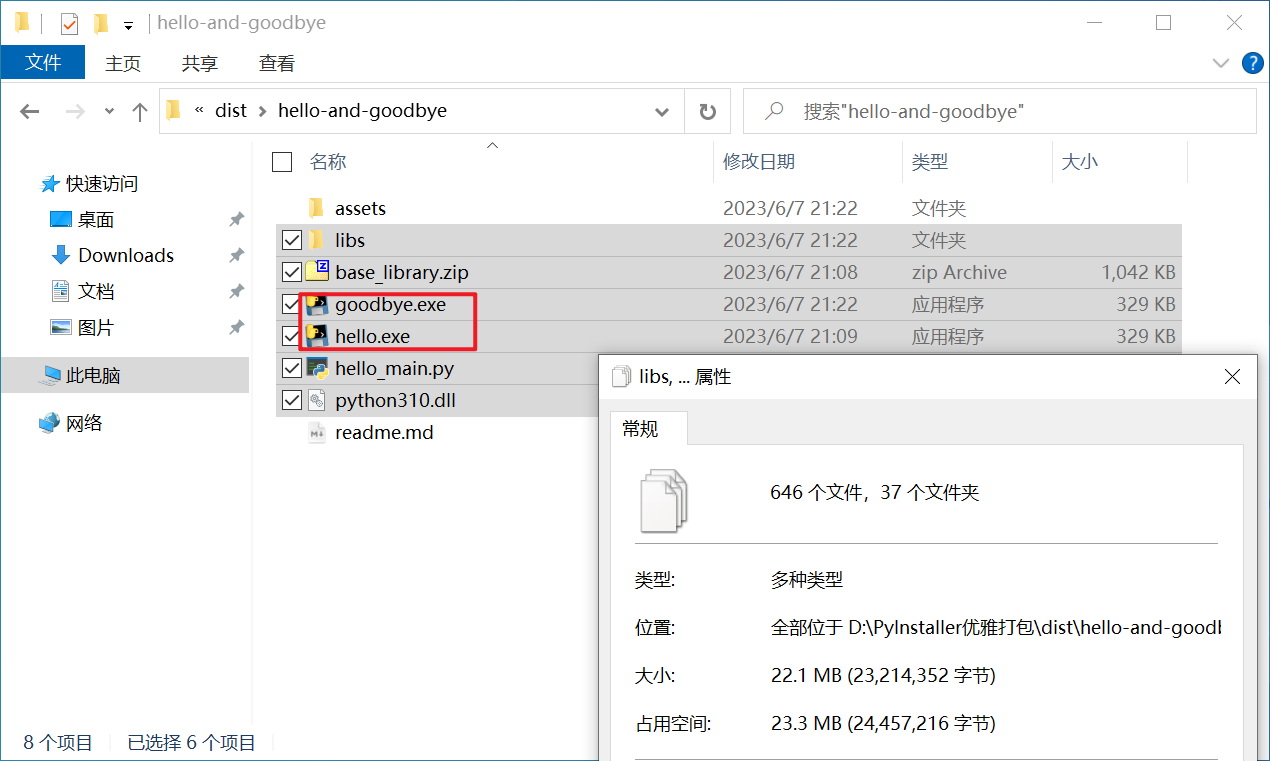 hello-and-goodbye
文件 主页 共享 查看
« dist › hello-and-goodbye 搜索"hello-and-goodbye"
名称 修改日期 类型 大小
快速访问
桌面
Downloads
文档
图片
此电脑
网络
assets 2023/6/7 21:22 文件夹
libs 2023/6/7 21:22 文件夹
base_library.zip 2023/6/7 21:08 zip Archive 1,042 KB
goodbye.exe 2023/6/7 21:22 应用程序 329 KB
hello.exe 2023/6/7 21:09 应用程序 329 KB
hello_main.py
python310.dll
readme.md
libs, ... 属性
常规
646 个文件，37 个文件夹
类型: 多种类型
位置: 全部位于 D:\PyInstaller优雅打包\dist\hello-and-goodb
大小: 22.1 MB (23,214,352 字节)
占用空间: 23.3 MB (24,457,216 字节)
8 个项目 已选择 6 个项目